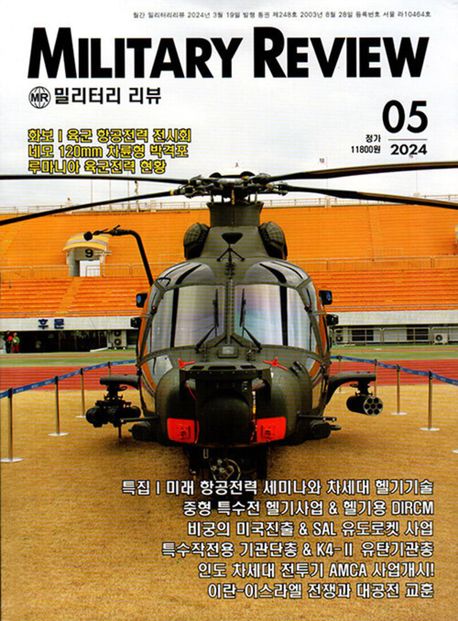 월간 밀리터리리뷰 2024년 3월 19일 발행 통권 제248호 2003년 8월 28일 등록번호 서울 라10464호
MILITARY REVIEW
MR 밀리터리 리뷰
05
정가
11800원
2024
화보 I 육군 항공전력 전시회
네모 120mm 차륜형 박격포
루마니아 육군전력 현황
9
후문
특집 I 미래 항공전력 세미나와 차세대 헬기기술
중형 특수전 헬기사업 & 헬기용 DIRCM
비궁의 미국진출 & SAL 유도로켓 사업
특수작전용 기관단총 & K4-II 유탄기관총
인도 차세대 전투기 AMCA 사업개시!
이란-이스라엘 전쟁과 대공전 교훈